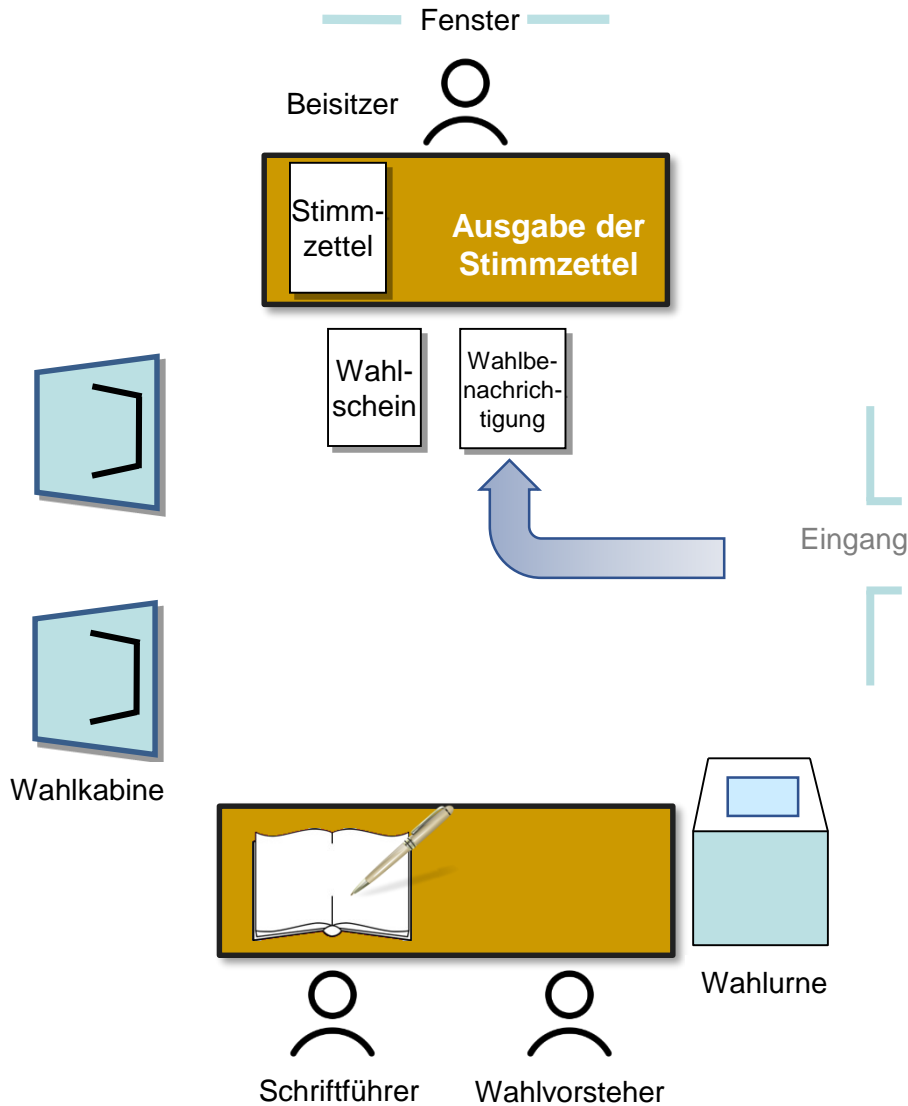 Fenster
Beisitzer
Stimm-
zettel
Ausgabe der
Stimmzettel
Wahl-
schein
Wahlbe-
nachrich-
tigung
Eingang
Wahlkabine
Wahlurne
Schriftführer
Wahlvorsteher